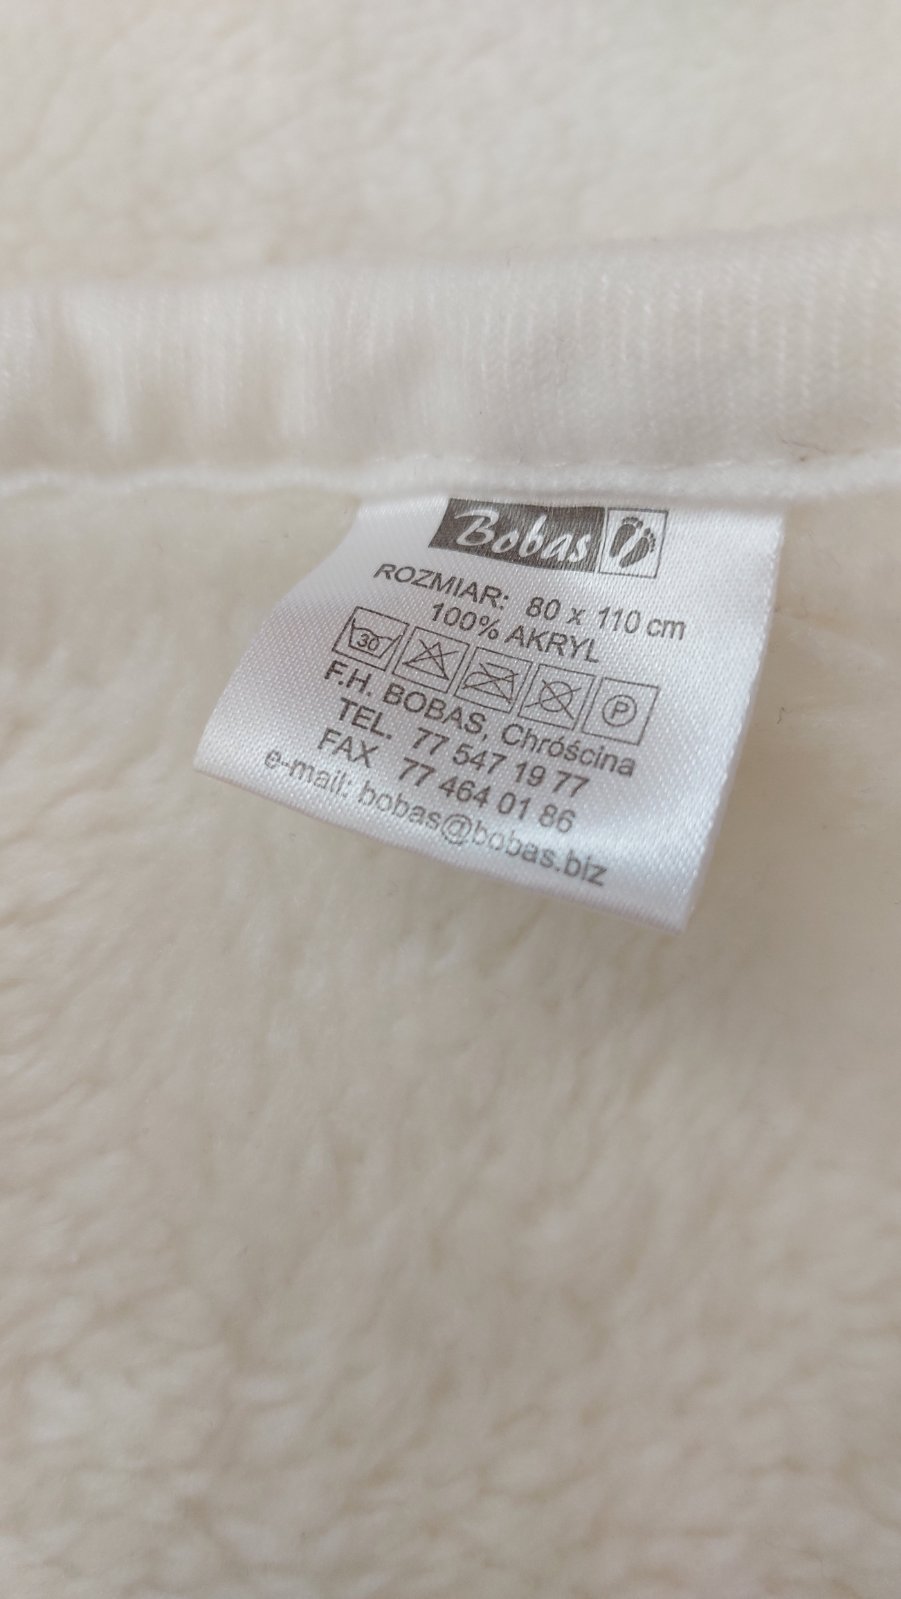 Bobas
ROZMIAR: 80 x 110 cm
100% AKRYL
30 P
F.H. BOBAS, Chróścina
TEL. 77 547 19 77
FAX 77 464 01 86
e-mail: bobas@bobas.biz